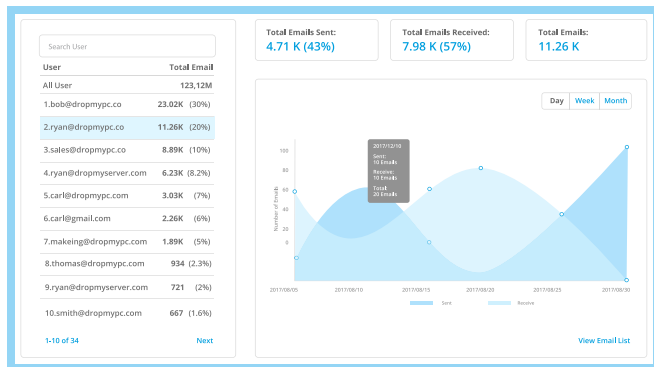 Search User
User Total Email
All User 123,12M
1.bob@dropmypc.co 23.02K (30%)
2.ryan@dropmypc.co 11.26K (20%)
3.sales@dropmypc.co 8.89K (10%)
4.ryan@dropmyserver.com 6.23K (8.2%)
5.carl@dropmypc.com 3.03K (7%)
6.carl@gmail.com 2.26K (6%)
7.makeing@dropmypc.com 1.89K (5%)
8.thomas@dropmypc.com 934 (2.3%)
9.ryan@dropmyserver.com 721 (2%)
10.smith@dropmypc.com 667 (1.6%)
1-10 of 34 Next
Total Emails Sent:
4.71 K (43%)
Total Emails Received:
7.98 K (57%)
Total Emails:
11.26 K
Day Week Month
Number of Emails
100
80
60
40
20
0
2017/12/10
Sent:
16 Emails
Receive:
10 Emails
Total:
26 Emails
2017/08/05 2017/08/10 2017/08/15 2017/08/20 2017/08/25 2017/08/30
Sent Receive
View Email List